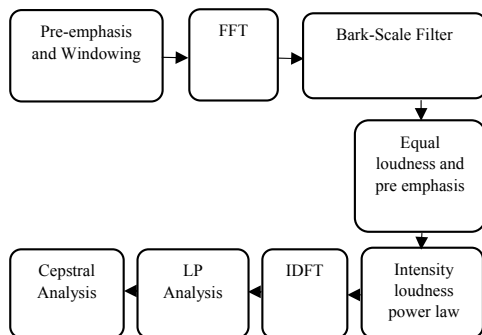 Pre-emphasis
and Windowing
FFT
Bark-Scale Filter
Equal
loudness and
pre emphasis
Intensity
loudness
power law
IDFT
LP
Analysis
Cepstral
Analysis